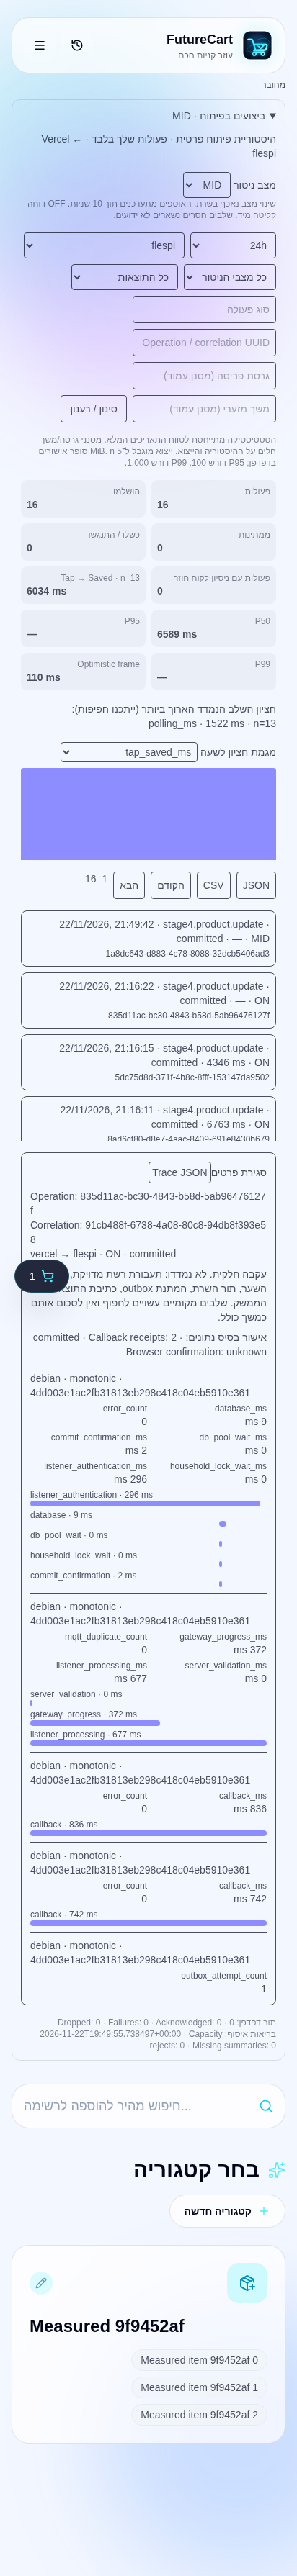 FutureCart
עוזר קניות חכם
מחובר
▼ ביצועים בפיתוח · MID
היסטוריית פיתוח פרטית · פעולות שלך בלבד · Vercel ←
flespi
מצב ניטור MID
שינוי מצב נאכף בשרת. האוספים מתעדכנים תוך 10 שניות. OFF דוחה
קליטת מיד. שלבים חסרים נשארים לא ידועים.
24h
flespi
כל מצבי הניטור
כל התוצאות
סוג פעולה
Operation / correlation UUID
גרסת פריסה (מסנן עמוד)
משך מזערי (מסנן עמוד)
סינון / רענון
הסטטיסטיקה מתייחסת לטווח התאריכים המלא. מסנני גרסה/משך
חלים על ההיסטוריה והייצוא. ייצוא מוגבל ל־5 MiB. n סופר אישורים
בדפדפן; P95 דורש 100, P99 דורש 1,000.
פעולות
16
הושלמו
16
ממתינות
0
כשלו / התנגשו
0
פעולות עם ניסיון לקוח חוזר
0
Tap → Saved · n=13
6034 ms
P50
6589 ms
P95
—
P99
—
Optimistic frame
110 ms
חציון השלב הנמדד הארוך ביותר (ייתכנו חפיפות):
polling_ms · 1522 ms · n=13
מגמת חציון לשעה tap_saved_ms
JSON
CSV
הקודם
הבא
1–16
22/11/2026, 21:49:42 · stage4.product.update ·
committed · — · MID
1a8dc643-d883-4c78-8088-32dcb5406ad3
22/11/2026, 21:16:22 · stage4.product.update ·
committed · — · ON
835d11ac-bc30-4843-b58d-5ab96476127f
22/11/2026, 21:16:15 · stage4.product.update ·
committed · 4346 ms · ON
5dc75d8d-371f-4b8c-8fff-153147da9502
22/11/2026, 21:16:11 · stage4.product.update ·
committed · 6763 ms · ON
8ad6cf80-d8e7-4aac-8409-691e8430b679
סגירת פרטים
Trace JSON
Operation: 835d11ac-bc30-4843-b58d-5ab96476127
f
Correlation: 91cb488f-6738-4a08-80c8-94db8f393e5
8
vercel → flespi · ON · committed
עקבה חלקית. לא נמדדו: תעבורת רשת מדויקת,
השער, תור השרת, המתנת outbox, כתיבת התוצאה
הממשק. שלבים מקומיים עשויים לחפוף ואין לסכום אותם
כמשך כולל.
1
אישור בסיס נתונים: committed · Callback receipts: 2 ·
Browser confirmation: unknown
debian · monotonic ·
4dd003e1ac2fb31813eb298c418c04eb5910d361
database_ms
9 ms
error_count
0
db_pool_wait_ms
0 ms
commit_confirmation_ms
2 ms
household_lock_wait_ms
0 ms
listener_authentication_ms
296 ms
listener_authentication · 296 ms
database · 9 ms
db_pool_wait · 0 ms
household_lock_wait · 0 ms
commit_confirmation · 2 ms
debian · monotonic ·
4dd003e1ac2fb31813eb298c418c04eb5910d361
gateway_progress_ms
372 ms
mqtt_duplicate_count
0
server_validation_ms
0 ms
listener_processing_ms
677 ms
server_validation · 0 ms
gateway_progress · 372 ms
listener_processing · 677 ms
debian · monotonic ·
4dd003e1ac2fb31813eb298c418c04eb5910d361
callback_ms
836 ms
error_count
0
callback · 836 ms
debian · monotonic ·
4dd003e1ac2fb31813eb298c418c04eb5910d361
callback_ms
742 ms
error_count
0
callback · 742 ms
debian · monotonic ·
4dd003e1ac2fb31813eb298c418c04eb5910d361
outbox_attempt_count
1
תור דפדפן: 0 · Dropped: 0 · Failures: 0 · Acknowledged: 0
בריאות איסוף: 2026-11-22T19:49:55.738497+00:00 · Capacity
rejects: 0 · Missing summaries: 0
חיפוש מהיר להוספה לרשימה...
בחר קטגוריה
קטגוריה חדשה
Measured 9f9452af
Measured item 9f9452af 0
Measured item 9f9452af 1
Measured item 9f9452af 2